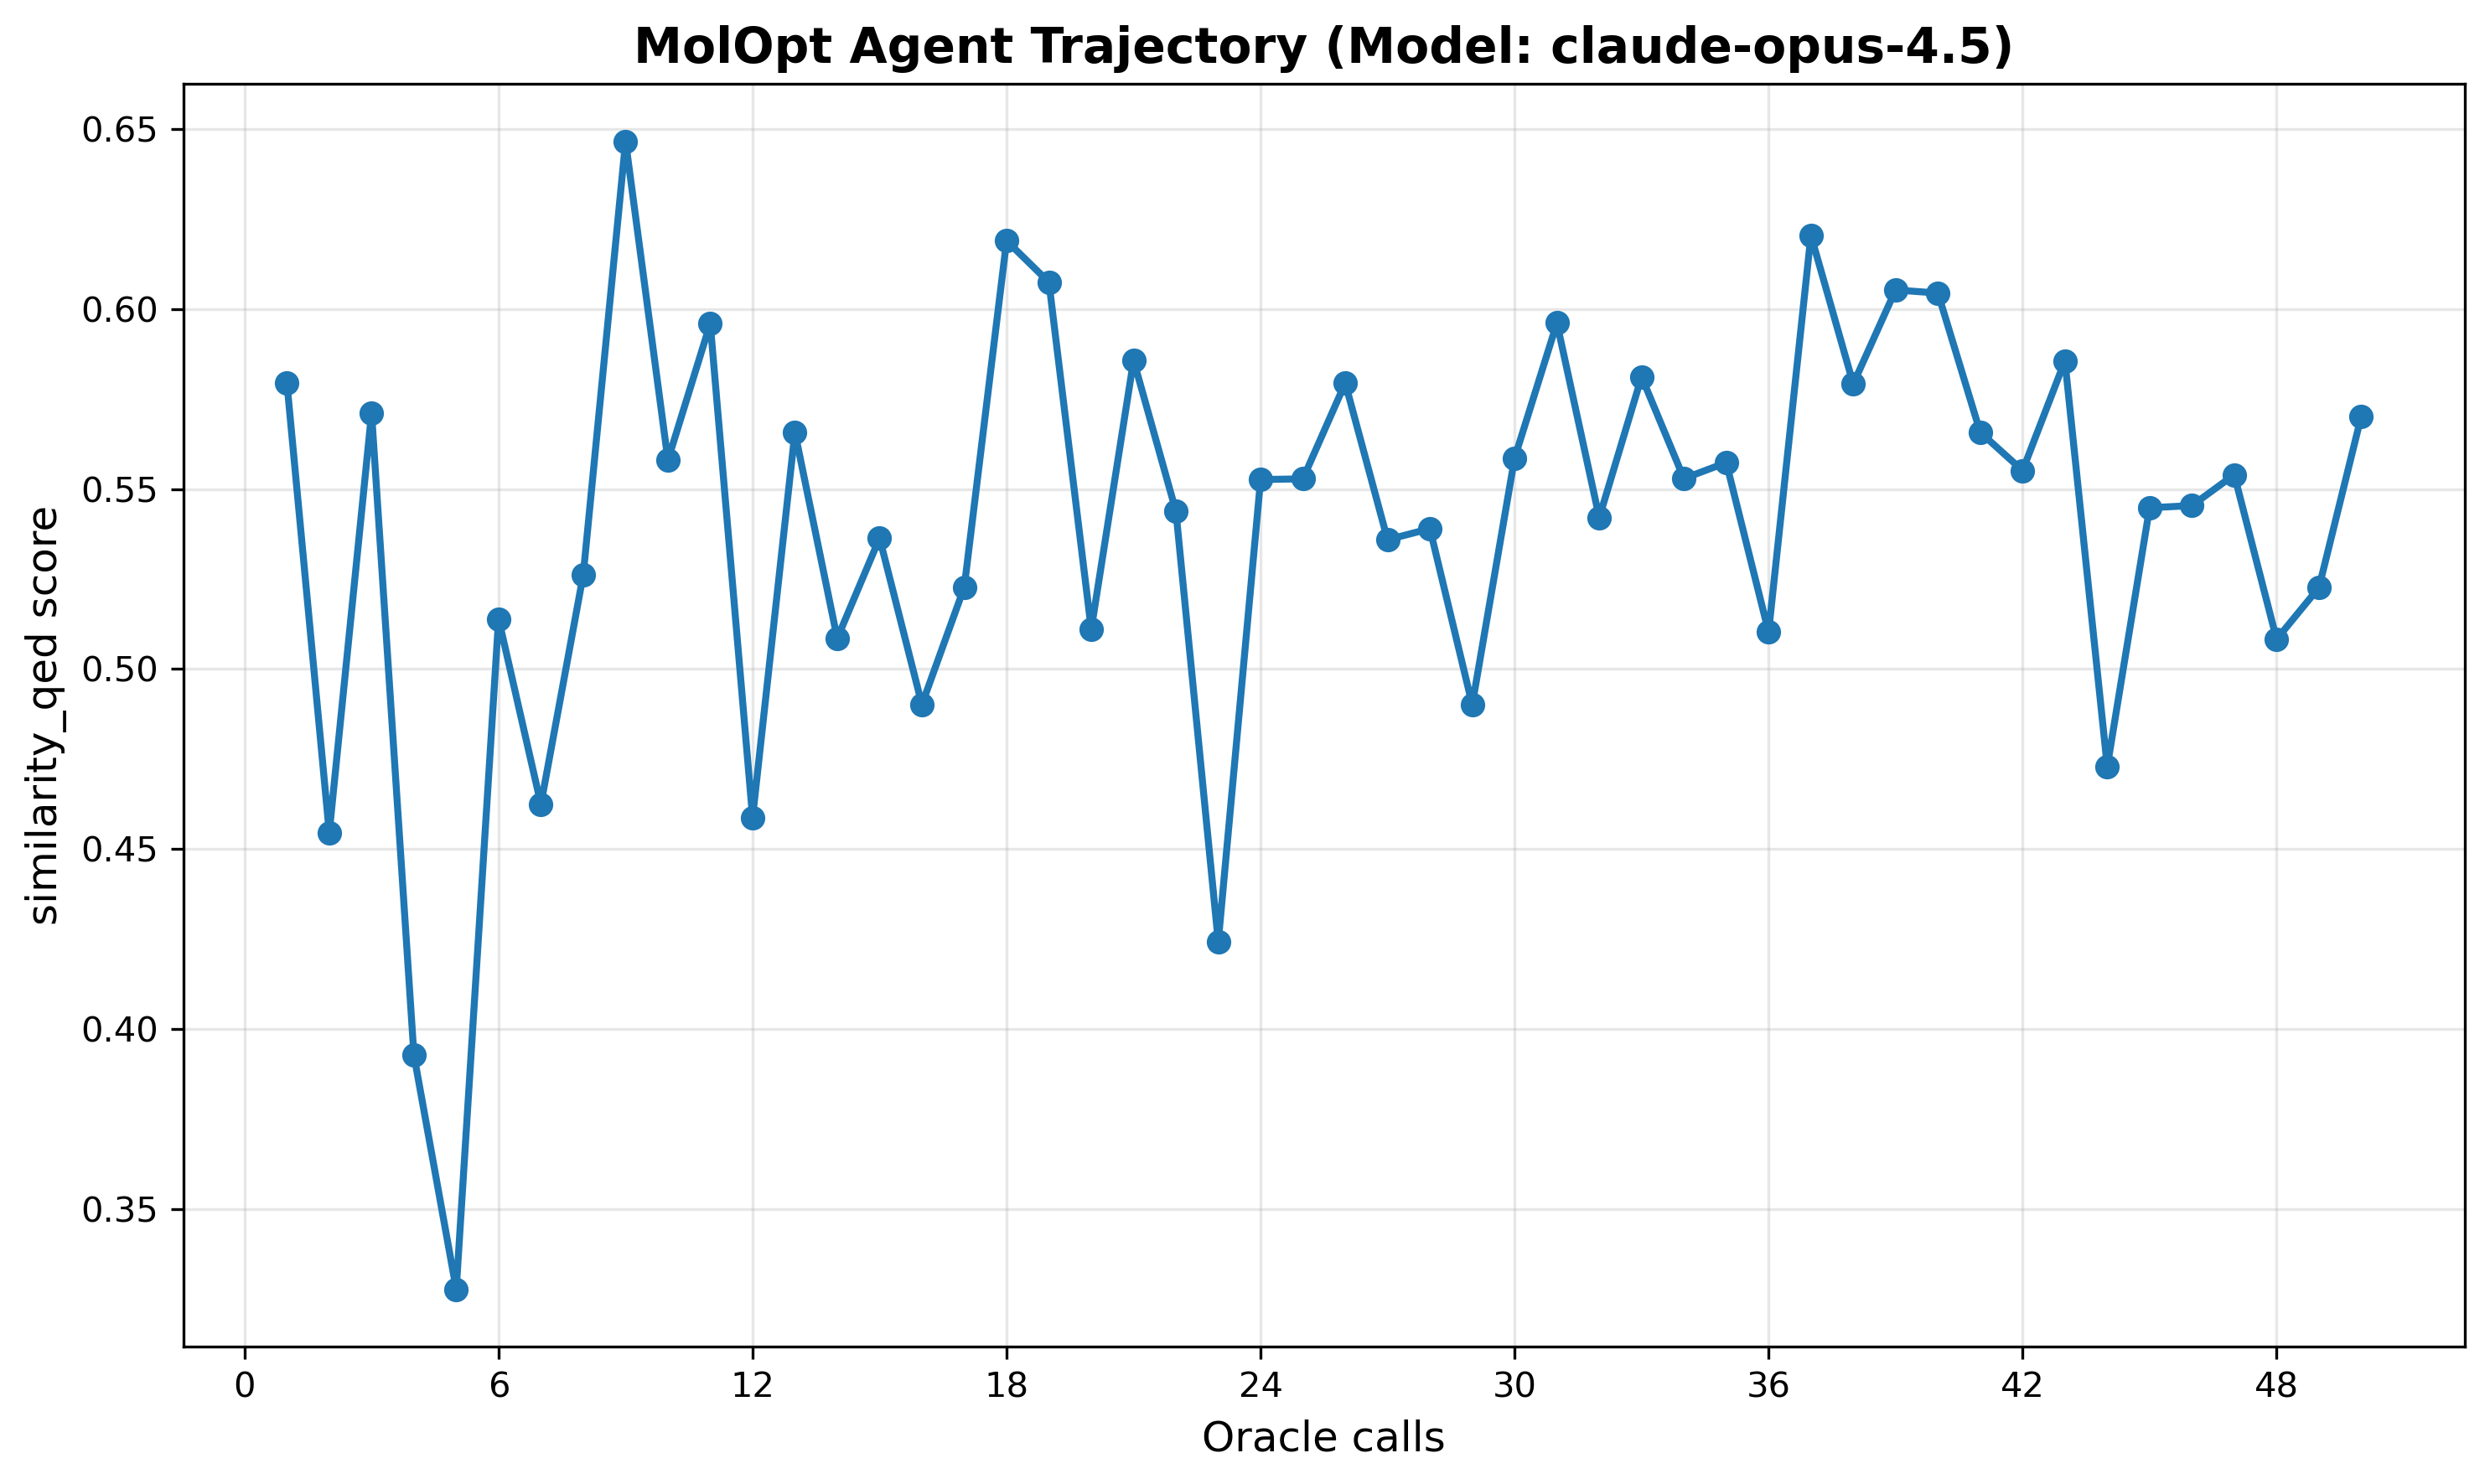 MolOpt Agent Trajectory (Model: claude-opus-4.5)
similarity_qed score
0.65
0.60
0.55
0.50
0.45
0.40
0.35
0 6 12 18 24 30 36 42 48
Oracle calls